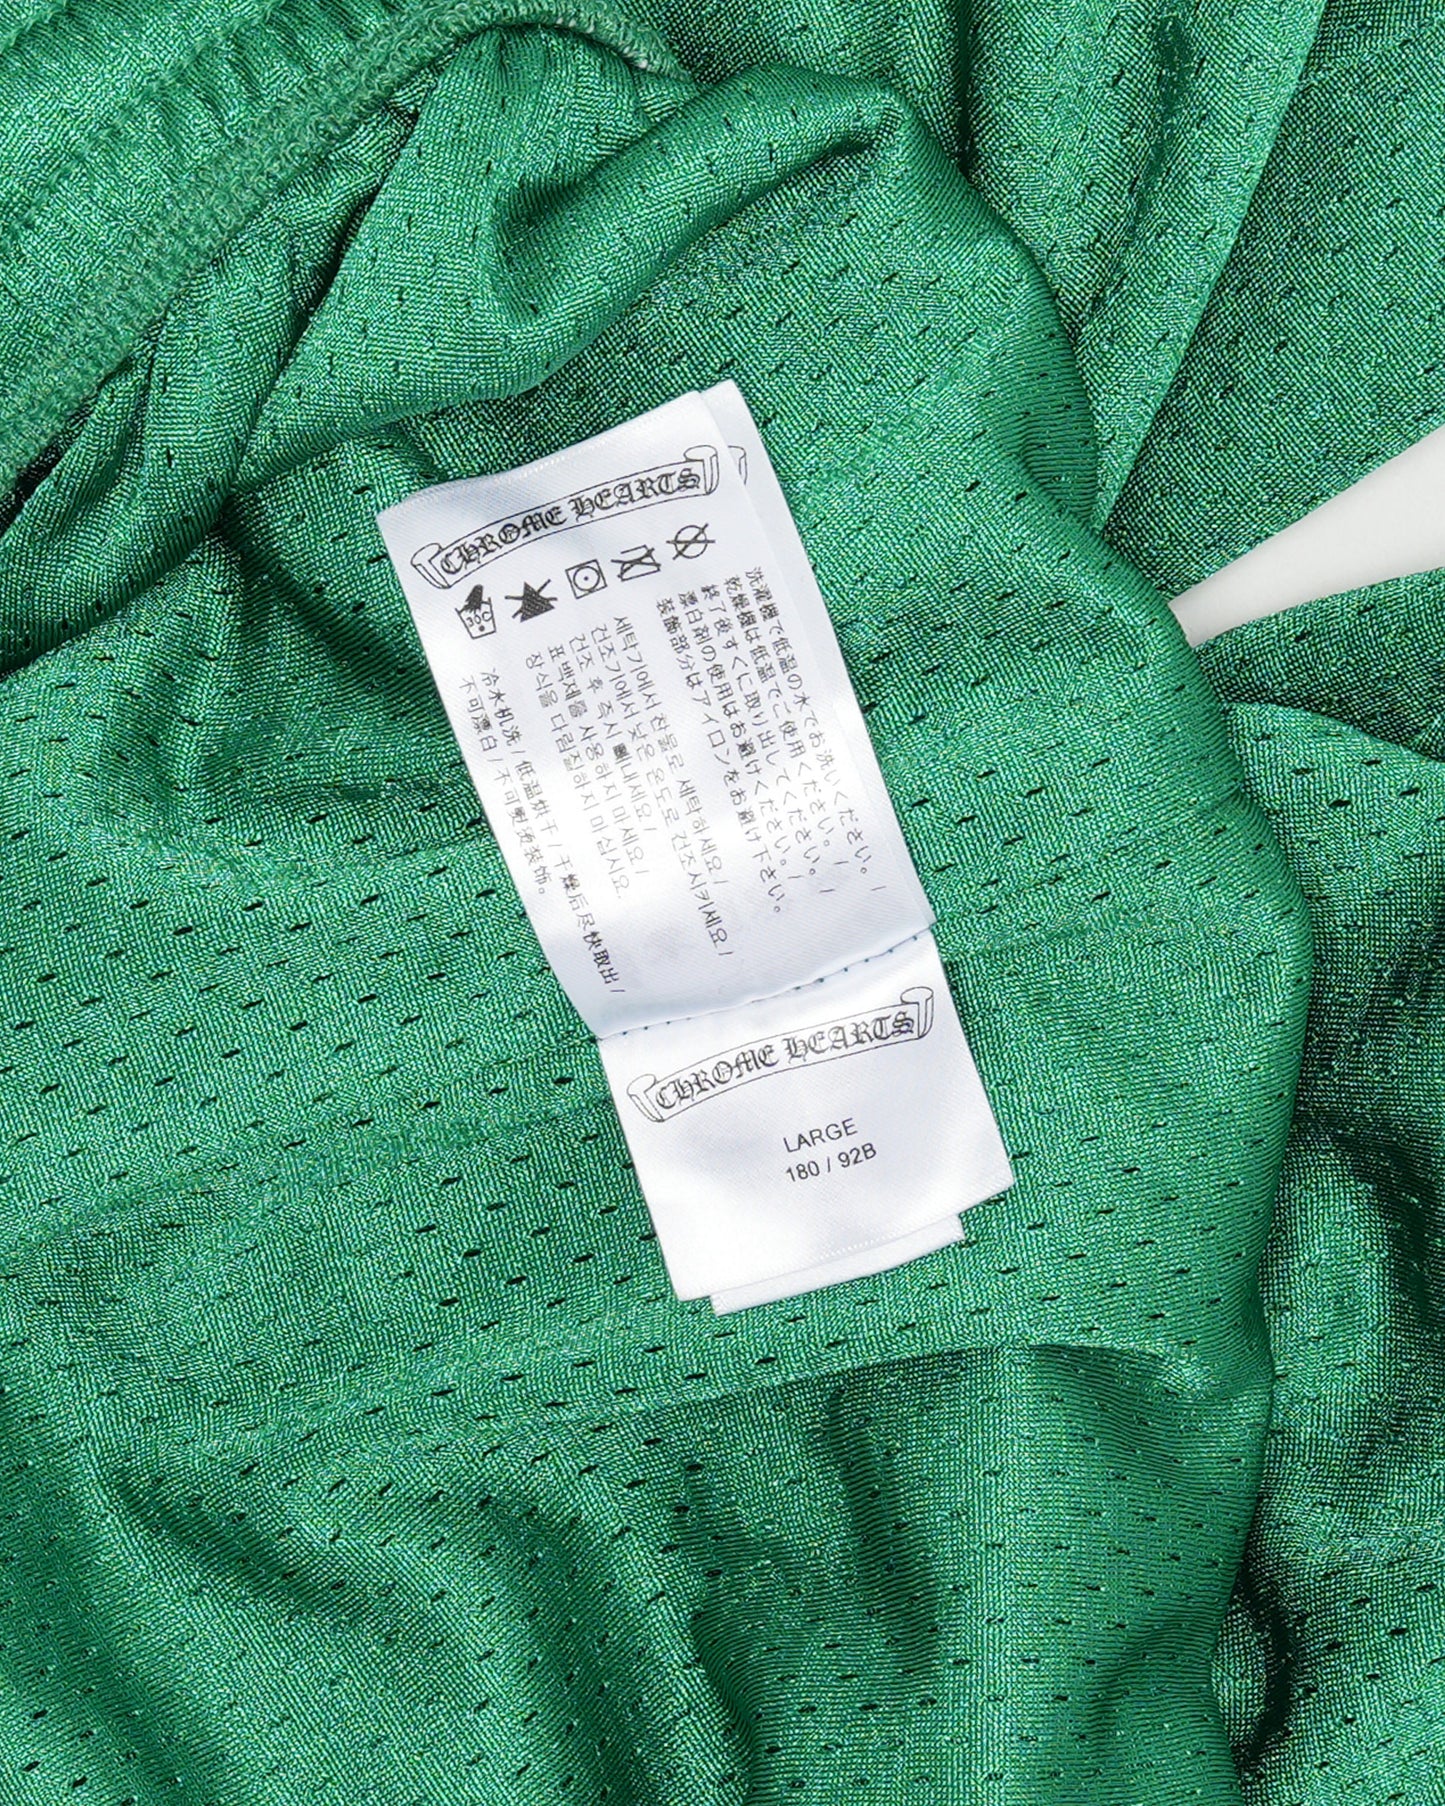 CHROME HEARTS
30C
洗濯機で低温の水でお洗いください。/
乾燥機は低温でご使用ください。/
終了後すぐに取り出してください。/
漂白剤の使用はお避けください。/
装飾部分はアイロンをお避け下さい。
세탁기에서 찬물로 세탁하세요/
건조기에서 낮은 온도로 건조시키세요/
건조 후 즉시 빼내세요/
표백제를 사용하지 마세요/
장식을 다림질하지 마십시요.
冷水机洗/低温烘干/干燥后尽快取出/
不可漂白/不可熨烫装饰。
CHROME HEARTS
LARGE
180 / 92B